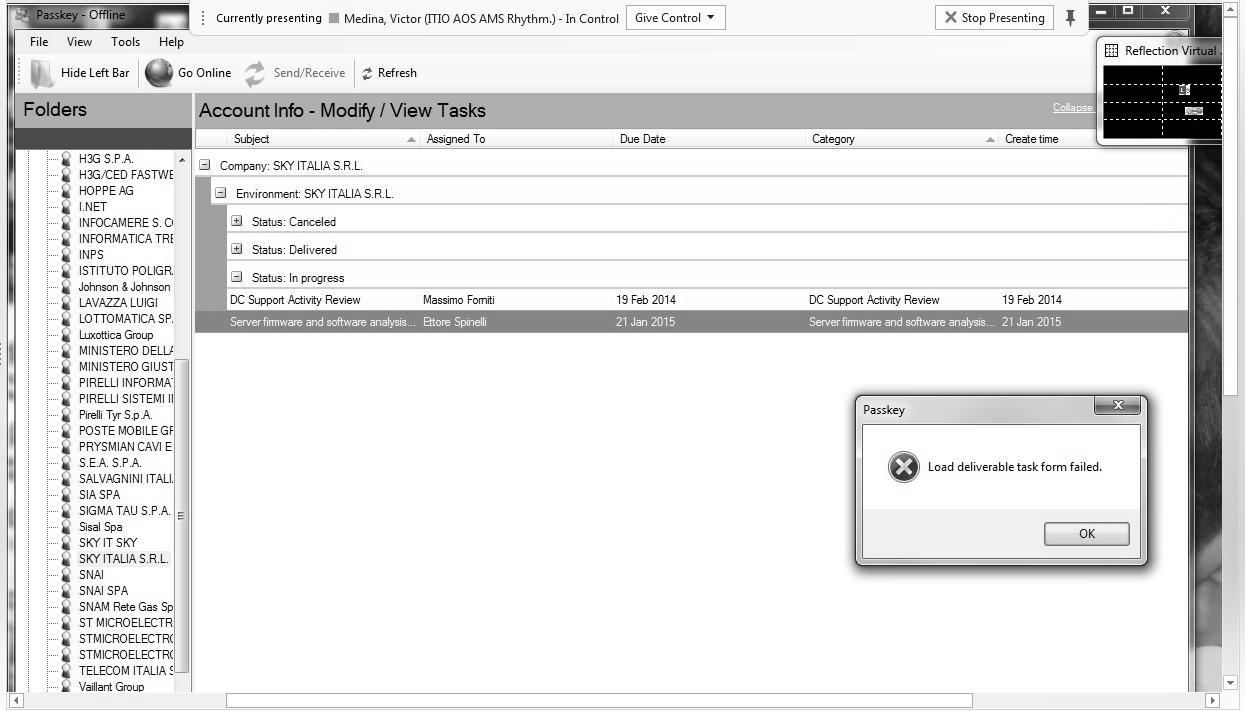 Passkey - Offline
Currently presenting Medina, Victor (ITIO AOS AMS Rhythm.) - In Control Give Control Stop Presenting
File View Tools Help
Reflection Virtual
Hide Left Bar Go Online Send/Receive Refresh
Folders
Account Info - Modify / View Tasks
Collapse
Subject Assigned To Due Date Category Create time
H3G S.P.A.
H3G/CED FASTWE
HOPPE AG
I.NET
INFOCAMERE S. CO
INFORMATICA TRE
INPS
ISTITUTO POLIGRA
Johnson & Johnson
LAVAZZA LUIGI
LOTTOMATICA SP.
Luxottica Group
MINISTERO DELLA
MINISTERO GIUST
PIRELLI INFORMAT
PIRELLI SISTEMI II
Pirelli Tyr S.p.A.
POSTE MOBILE GR
PRYSMIAN CAVI E
S.E.A. S.P.A.
SALVAGNINI ITALI
SIA SPA
SIGMA TAU S.P.A.
Sisal Spa
SKY IT SKY
SKY ITALIA S.R.L.
SNAI
SNAI SPA
SNAM Rete Gas Sp
ST MICROELECTR
STMICROELECTRO
STMICROELECTRO
TELECOM ITALIA S
Vaillant Group
Company: SKY ITALIA S.R.L.
Environment: SKY ITALIA S.R.L.
Status: Canceled
Status: Delivered
Status: In progress
DC Support Activity Review Massimo Forniti 19 Feb 2014 DC Support Activity Review 19 Feb 2014
Server firmware and software analysis... Ettore Spinelli 21 Jan 2015 Server firmware and software analysis... 21 Jan 2015
Passkey
Load deliverable task form failed.
OK